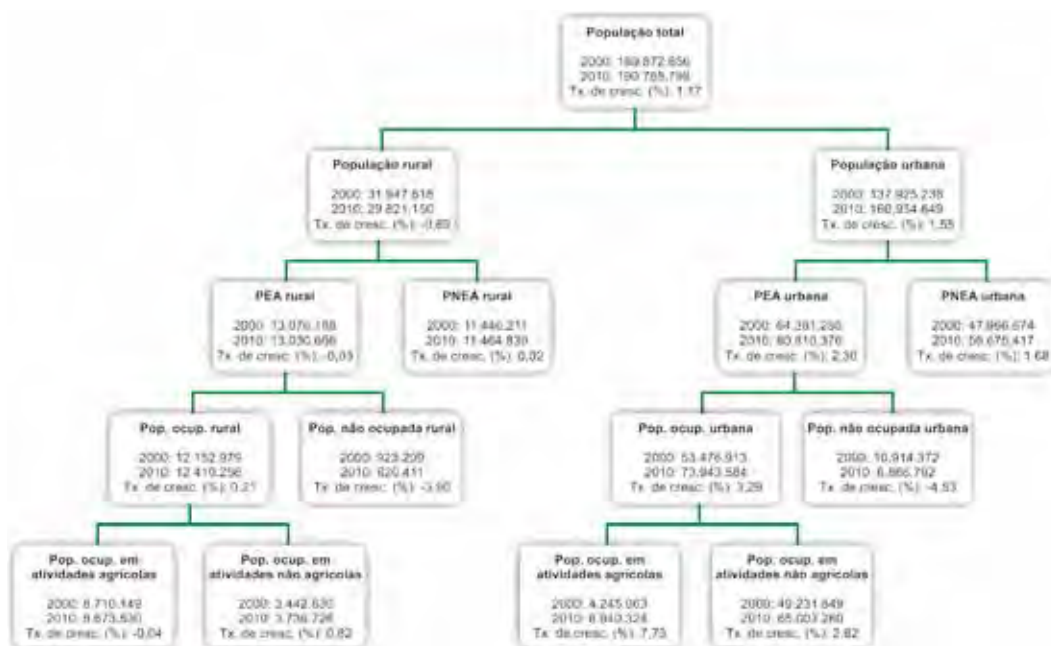 População total
2000: 169.872.856
2010: 190.755.799
Tx. de cresc. (%): 1,17
População rural
2000: 31.947.618
2010: 29.821.150
Tx. de cresc. (%): -0,69
População urbana
2000: 137.925.238
2010: 160.934.649
Tx. de cresc. (%): 1,55
PEA rural
2000: 13.076.188
2010: 13.030.666
Tx. de cresc. (%): -0,03
PNEA rural
2000: 11.446.211
2010: 11.464.839
Tx. de cresc. (%): 0,02
PEA urbana
2000:
2010: 80.810.376
Tx. de cresc. (%): 2,30
PNEA urbana
2000:
2010: 56.675.417
Tx. de cresc. (%): 1,68
Pop. ocup. rural
2000: 12.152.979
2010: 12.410.256
Tx. de cresc. (%): 0,21
Pop. não ocupada rural
2000: 923.209
2010: 620.411
Tx. de cresc. (%): -3,90
Pop. ocup. urbana
2000: 53.476.913
2010: 73.943.584
Tx. de cresc. (%): 3,29
Pop. não ocupada urbana
2000: 10.914.372
2010: 6.866.792
Tx. de cresc. (%): -4,53
Pop. ocup. em
atividades agrícolas
2000: 8.710.149
2010: 8.673.530
Tx. de cresc. (%): -0,04
Pop. ocup. em
atividades não agrícolas
2000: 3.442.830
2010: 3.736.726
Tx. de cresc. (%): 0,82
Pop. ocup. em
atividades agrícolas
2000: 4.245.063
2010: 8.940.324
Tx. de cresc. (%): 7,73
Pop. ocup. em
atividades não agrícolas
2000: 49.231.849
2010: 65.003.260
Tx. de cresc. (%): 2,82